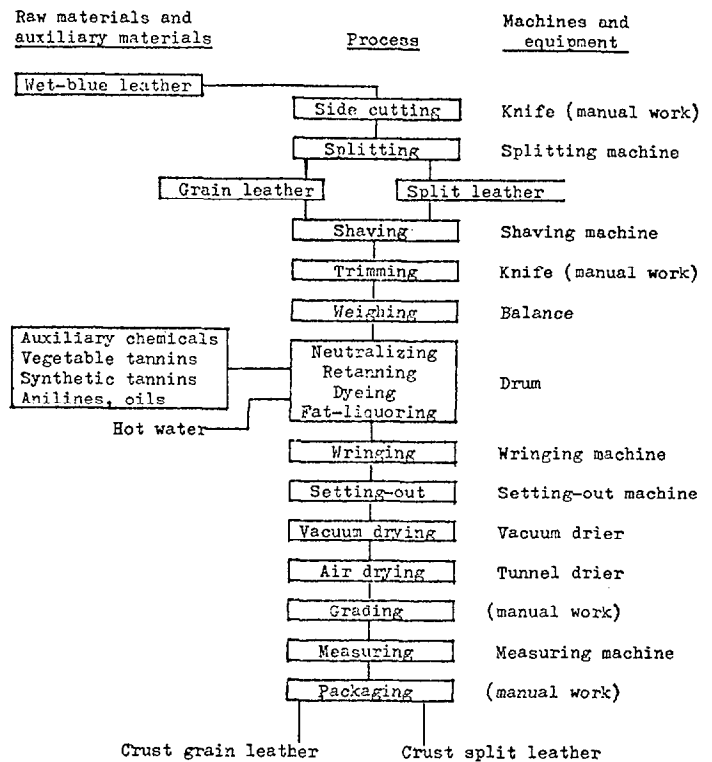 Raw materials and
auxiliary materials
Process
Machines and
equipment
Wet-blue leather
Side cutting
Knife (manual work)
Splitting
Splitting machine
Grain leather
Split leather
Shaving
Shaving machine
Trimming
Knife (manual work)
Weighing
Balance
Auxiliary chemicals
Vegetable tannins
Synthetic tannins
Anilines, oils
Hot water
Neutralizing
Retanning
Dyeing
Fat-liquoring
Drum
Wringing
Wringing machine
Setting-out
Setting-out machine
Vacuum drying
Vacuum drier
Air drying
Tunnel drier
Grading
(manual work)
Measuring
Measuring machine
Packaging
(manual work)
Crust grain leather
Crust split leather